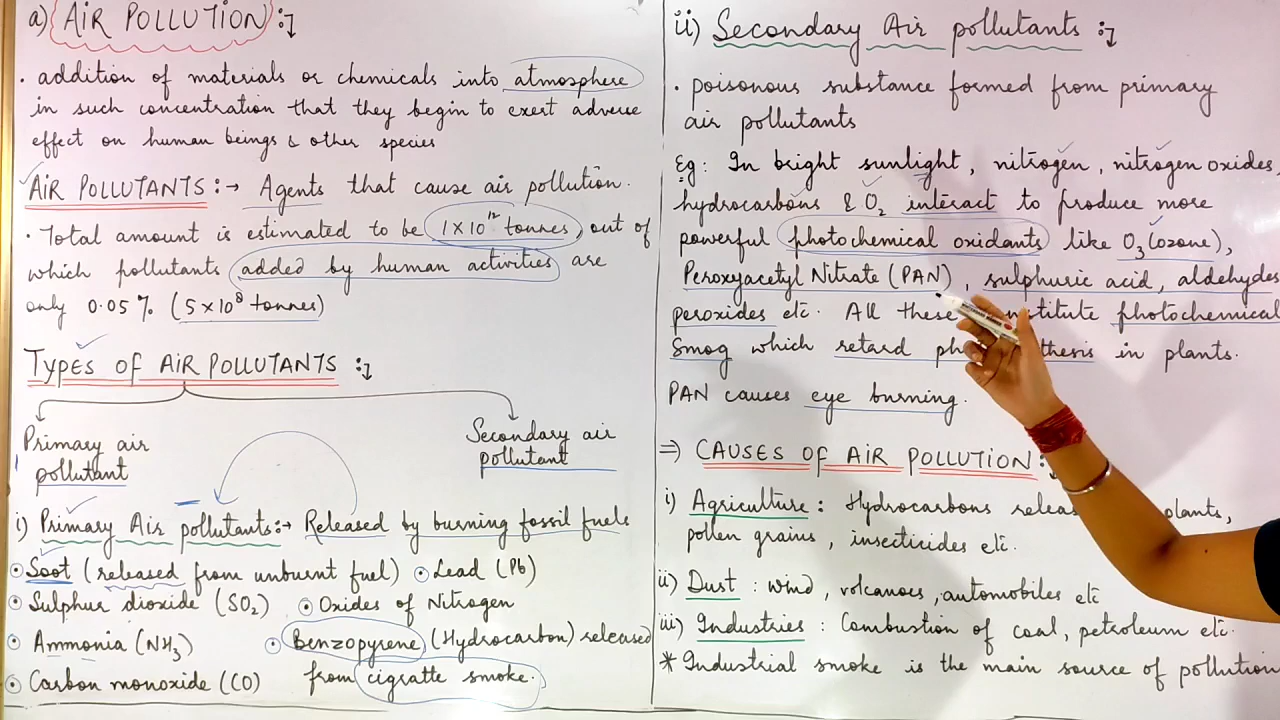 a) AIR POLLUTION :↴
· addition of materials or chemicals into atmosphere
in such concentration that they begin to exert adverse
effect on human beings & other species
AIR POLLUTANTS :→ Agents that cause air pollution.
· Total amount is estimated to be 1×10¹² tonnes, out of
which pollutants added by human activities are
only 0.05% (5×10⁸ tonnes)
TYPES OF AIR POLLUTANTS :↴
Primary air
pollutant
Secondary air
pollutant
i) Primary Air pollutants:→ Released by burning fossil fuels
⊙ Soot (released from unburnt fuel) ⊙ Lead (Pb)
⊙ Sulphur dioxide (SO₂) ⊙ Oxides of Nitrogen
⊙ Ammonia (NH₃) ⊙ Benzopyrene (Hydrocarbon) released
from cigratte smoke.
⊙ Carbon monoxide (CO)
ii) Secondary Air pollutants :↴
· poisonous substance formed from primary
air pollutants
Eg: In bright sunlight, nitrogen, nitrogen oxides,
hydrocarbons & O₂ interact to produce more
powerful photochemical oxidants like O₃ (ozone),
Peroxyacetyl Nitrate (PAN), sulphuric acid, aldehydes
peroxides etc. All these photochemical
Smog which retard in plants.
PAN causes eye burning.
⇒ CAUSES OF AIR POLLUTION :↴
i) Agriculture : Hydrocarbons plants,
pollen grains, insecticides etc.
ii) Dust : wind, volcanoes, automobiles etc
iii) Industries : Combustion of coal, petroleum etc.
* Industrial smoke is the main source of pollution